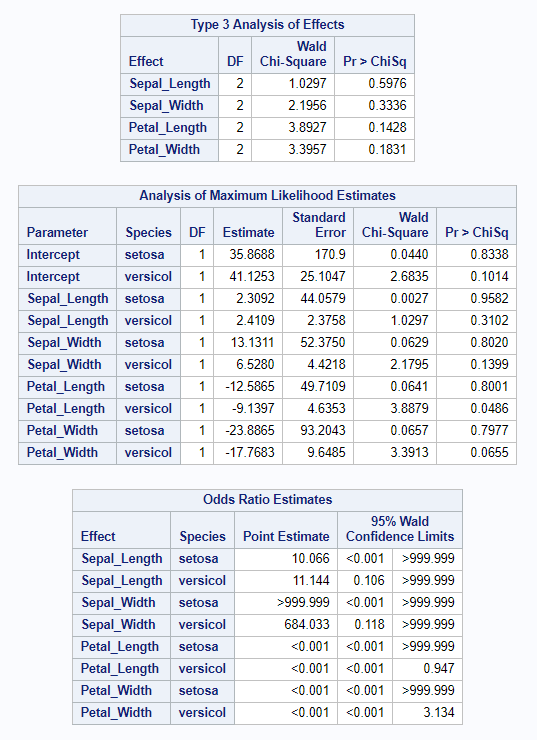 Type 3 Analysis of Effects
Wald
Effect DF Chi-Square Pr > ChiSq
Sepal_Length 2 1.0297 0.5976
Sepal_Width 2 2.1956 0.3336
Petal_Length 2 3.8927 0.1428
Petal_Width 2 3.3957 0.1831
Analysis of Maximum Likelihood Estimates
Standard Wald
Parameter Species DF Estimate Error Chi-Square Pr > ChiSq
Intercept setosa 1 35.8688 170.9 0.0440 0.8338
Intercept versicol 1 41.1253 25.1047 2.6835 0.1014
Sepal_Length setosa 1 2.3092 44.0579 0.0027 0.9582
Sepal_Length versicol 1 2.4109 2.3758 1.0297 0.3102
Sepal_Width setosa 1 13.1311 52.3750 0.0629 0.8020
Sepal_Width versicol 1 6.5280 4.4218 2.1795 0.1399
Petal_Length setosa 1 -12.5865 49.7109 0.0641 0.8001
Petal_Length versicol 1 -9.1397 4.6353 3.8879 0.0486
Petal_Width setosa 1 -23.8865 93.2043 0.0657 0.7977
Petal_Width versicol 1 -17.7683 9.6485 3.3913 0.0655
Odds Ratio Estimates
95% Wald
Effect Species Point Estimate Confidence Limits
Sepal_Length setosa 10.066 <0.001 >999.999
Sepal_Length versicol 11.144 0.106 >999.999
Sepal_Width setosa >999.999 <0.001 >999.999
Sepal_Width versicol 684.033 0.118 >999.999
Petal_Length setosa <0.001 <0.001 >999.999
Petal_Length versicol <0.001 <0.001 0.947
Petal_Width setosa <0.001 <0.001 >999.999
Petal_Width versicol <0.001 <0.001 3.134